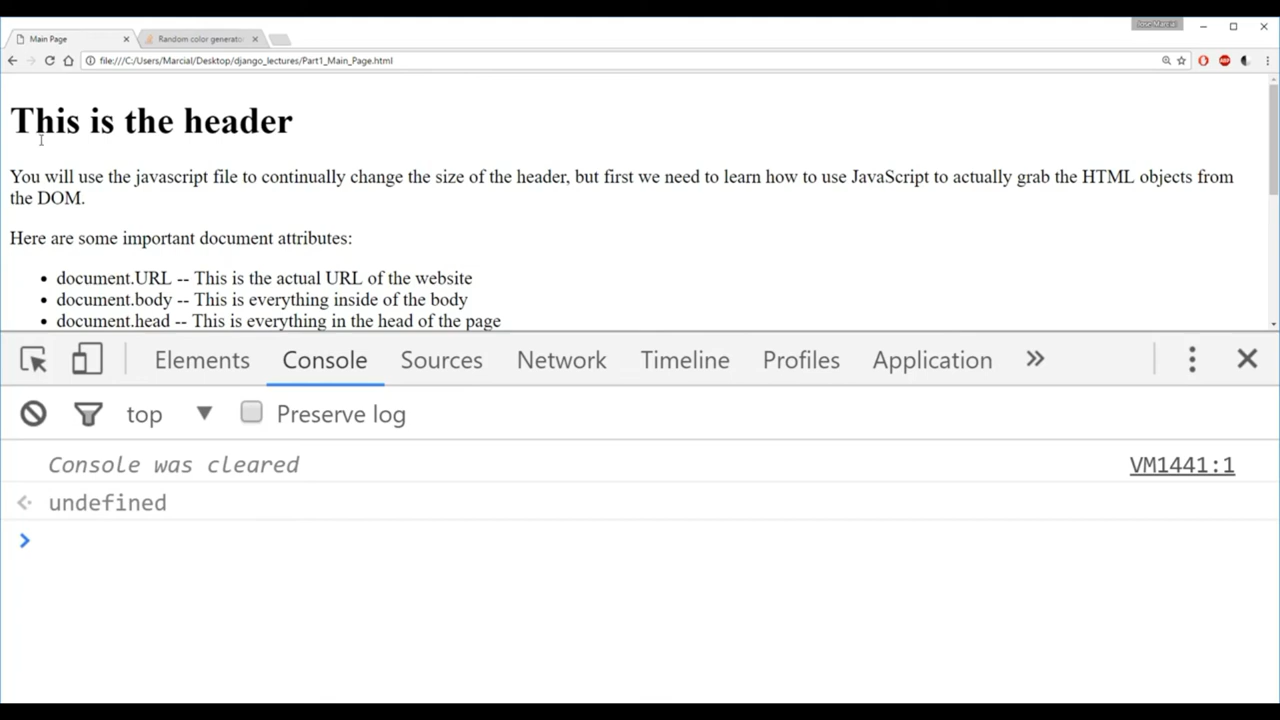 Jose Marcial
Main Page
Random color generator
file:///C:/Users/Marcial/Desktop/django_lectures/Part1_Main_Page.html
This is the header
You will use the javascript file to continually change the size of the header, but first we need to learn how to use JavaScript to actually grab the HTML objects from
the DOM.
Here are some important document attributes:
• document.URL -- This is the actual URL of the website
• document.body -- This is everything inside of the body
• document.head -- This is everything in the head of the page
Elements Console Sources Network Timeline Profiles Application »
top Preserve log
Console was cleared VM1441:1
undefined